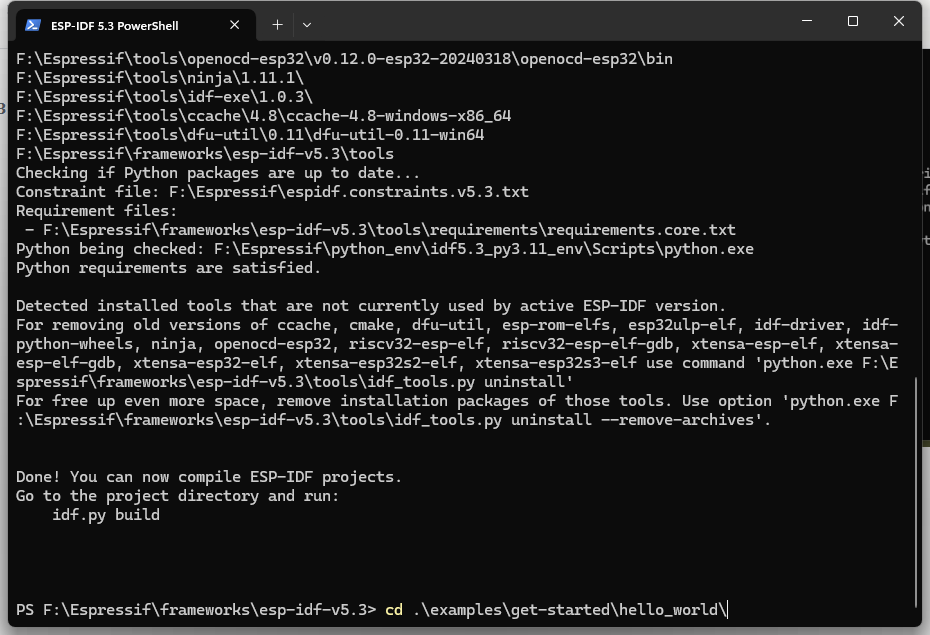 ESP-IDF 5.3 PowerShell
F:\Espressif\tools\openocd-esp32\v0.12.0-esp32-20240318\openocd-esp32\bin
F:\Espressif\tools\ninja\1.11.1\
F:\Espressif\tools\idf-exe\1.0.3\
F:\Espressif\tools\ccache\4.8\ccache-4.8-windows-x86_64
F:\Espressif\tools\dfu-util\0.11\dfu-util-0.11-win64
F:\Espressif\frameworks\esp-idf-v5.3\tools
Checking if Python packages are up to date...
Constraint file: F:\Espressif\espidf.constraints.v5.3.txt
Requirement files:
 - F:\Espressif\frameworks\esp-idf-v5.3\tools\requirements\requirements.core.txt
Python being checked: F:\Espressif\python_env\idf5.3_py3.11_env\Scripts\python.exe
Python requirements are satisfied.
Detected installed tools that are not currently used by active ESP-IDF version.
For removing old versions of ccache, cmake, dfu-util, esp-rom-elfs, esp32ulp-elf, idf-driver, idf-
python-wheels, ninja, openocd-esp32, riscv32-esp-elf, riscv32-esp-elf-gdb, xtensa-esp-elf, xtensa-
esp-elf-gdb, xtensa-esp32-elf, xtensa-esp32s2-elf, xtensa-esp32s3-elf use command 'python.exe F:\E
spressif\frameworks\esp-idf-v5.3\tools\idf_tools.py uninstall'
For free up even more space, remove installation packages of those tools. Use option 'python.exe F
:\Espressif\frameworks\esp-idf-v5.3\tools\idf_tools.py uninstall --remove-archives'.
Done! You can now compile ESP-IDF projects.
Go to the project directory and run:
    idf.py build
PS F:\Espressif\frameworks\esp-idf-v5.3> cd .\examples\get-started\hello_world\